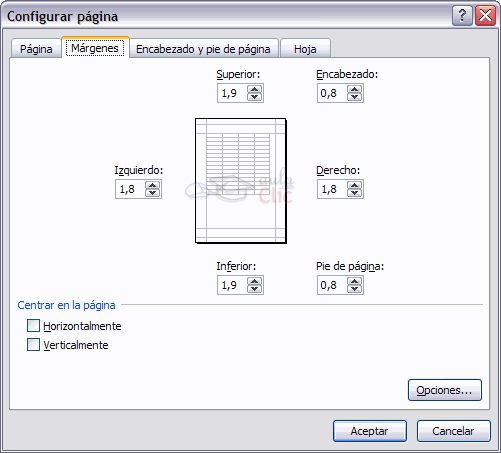 Configurar página
?
Página Márgenes Encabezado y pie de página Hoja
Superior: Encabezado:
1,9 0,8
Izquierdo: Derecho:
1,8 1,8
aula
Clic
Inferior: Pie de página:
1,9 0,8
Centrar en la página
Horizontalmente
Verticalmente
Opciones...
Aceptar Cancelar